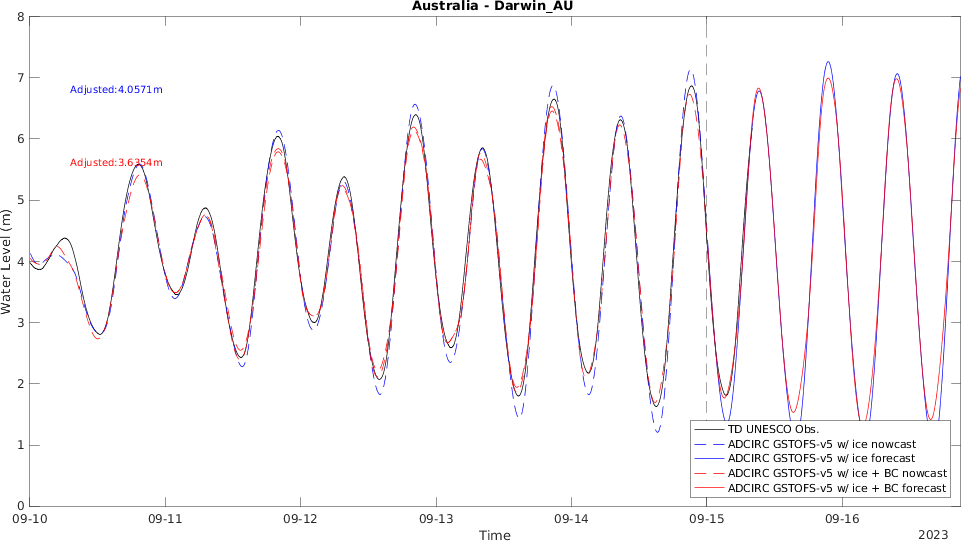 Australia - Darwin_AU
8
7
6
5
4
3
2
1
0
Water Level (m)
Adjusted:4.0571m
Adjusted:3.6354m
TD UNESCO Obs.
ADCIRC GSTOFS-v5 w/ ice nowcast
ADCIRC GSTOFS-v5 w/ ice forecast
ADCIRC GSTOFS-v5 w/ ice + BC nowcast
ADCIRC GSTOFS-v5 w/ ice + BC forecast
09-10 09-11 09-12 09-13 09-14 09-15 09-16
Time
2023